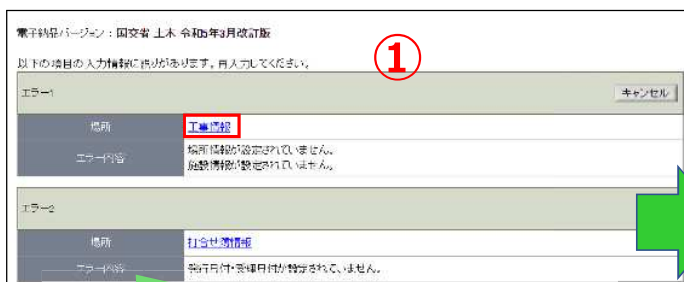 電子納品バージョン：国交省 土木 令和5年3月改訂版
以下の項目の入力情報に誤りがあります。再入力してください。
①
エラー1
キャンセル
場所
工事情報
エラー内容
場所情報が設定されていません。
施設情報が設定されていません。
エラー2
場所
打合せ簿情報
エラー内容
発行日付・受理日付が設定されていません。